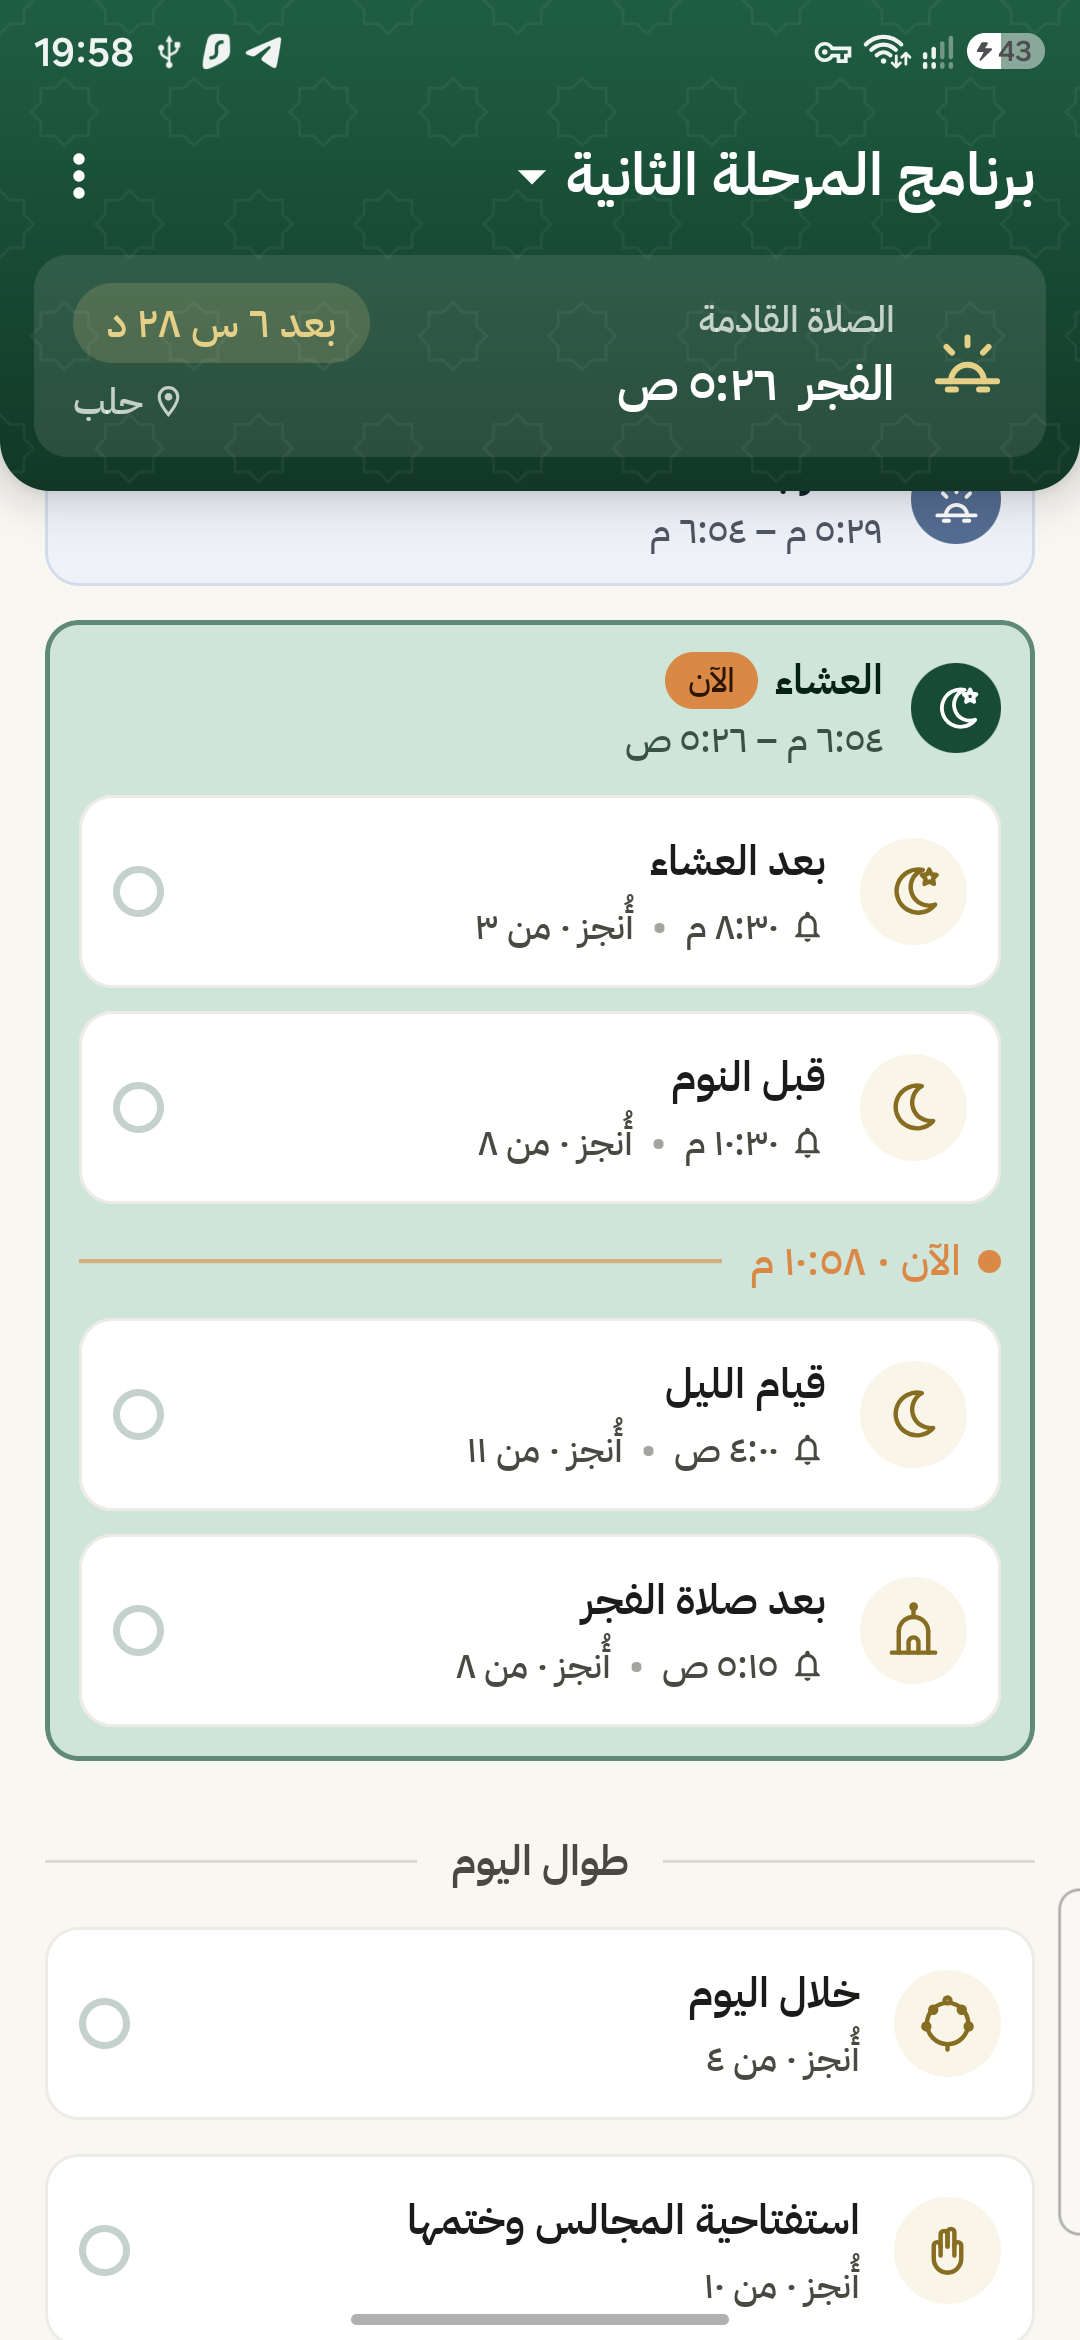 19:58
43
برنامج المرحلة الثانية
الصلاة القادمة
بعد ٦ س ٢٨ د
الفجر ٥:٢٦ ص
حلب
٥:٢٩ م – ٦:٥٤ م
العشاء الآن
٦:٥٤ م – ٥:٢٦ ص
بعد العشاء
٨:٣٠ م • أُنجز ٠ من ٣
قبل النوم
١٠:٣٠ م • أُنجز ٠ من ٨
الآن · ١٠:٥٨ م
قيام الليل
٤:٠٠ ص • أُنجز ٠ من ١١
بعد صلاة الفجر
٥:١٥ ص • أُنجز ٠ من ٨
طوال اليوم
خلال اليوم
أُنجز ٠ من ٤
استفتاحية المجالس وختمها
أُنجز ٠ من ١٠